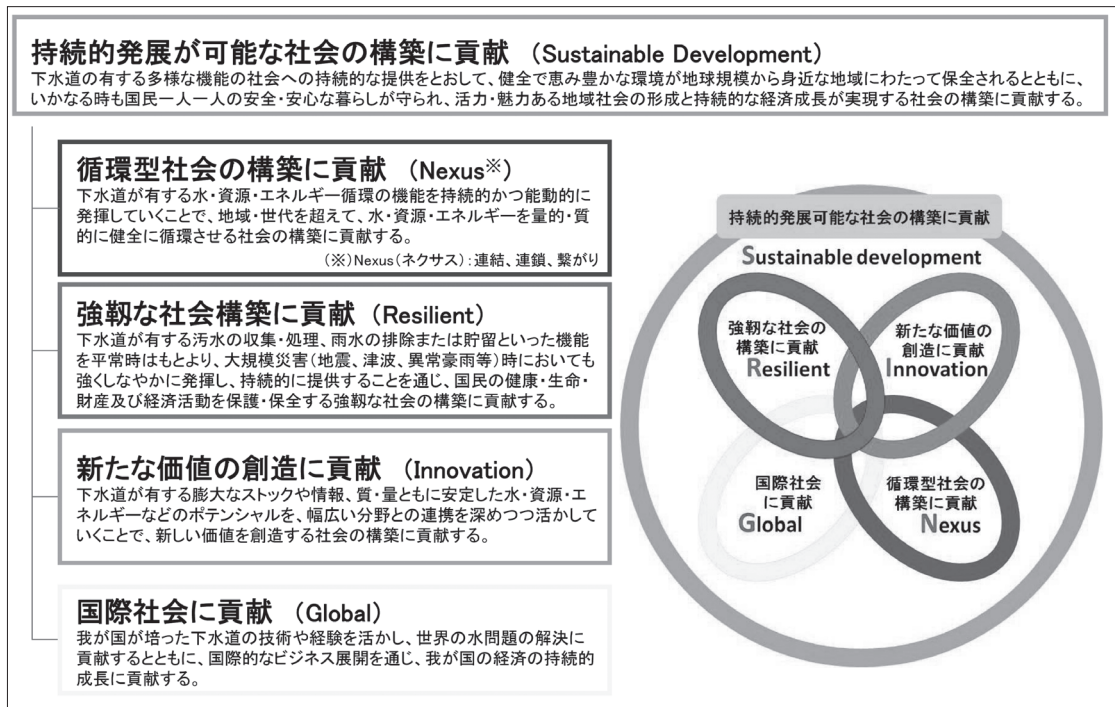 持続的発展が可能な社会の構築に貢献 （Sustainable Development）
下水道の有する多様な機能の社会への持続的な提供をとおして、健全で恵み豊かな環境が地球規模から身近な地域にわたって保全されるとともに、
いかなる時も国民一人一人の安全・安心な暮らしが守られ、活力・魅力ある地域社会の形成と持続的な経済成長が実現する社会の構築に貢献する。
循環型社会の構築に貢献 （Nexus※）
下水道が有する水・資源・エネルギー循環の機能を持続的かつ能動的に
発揮していくことで、地域・世代を超えて、水・資源・エネルギーを量的・質
的に健全に循環させる社会の構築に貢献する。
（※）Nexus（ネクサス）：連結、連鎖、繋がり
強靱な社会構築に貢献 （Resilient）
下水道が有する汚水の収集・処理、雨水の排除または貯留といった機能
を平常時はもとより、大規模災害（地震、津波、異常豪雨等）時においても
強くしなやかに発揮し、持続的に提供することを通じ、国民の健康・生命・
財産及び経済活動を保護・保全する強靱な社会の構築に貢献する。
新たな価値の創造に貢献 （Innovation）
下水道が有する膨大なストックや情報、質・量ともに安定した水・資源・エ
ネルギーなどのポテンシャルを、幅広い分野との連携を深めつつ活かして
いくことで、新しい価値を創造する社会の構築に貢献する。
国際社会に貢献 （Global）
我が国が培った下水道の技術や経験を活かし、世界の水問題の解決に
貢献するとともに、国際的なビジネス展開を通じ、我が国の経済の持続的
成長に貢献する。
持続的発展可能な社会の構築に貢献
Sustainable development
強靱な社会の
構築に貢献
Resilient
新たな価値の
創造に貢献
Innovation
国際社会
に貢献
Global
循環型社会の
構築に貢献
Nexus